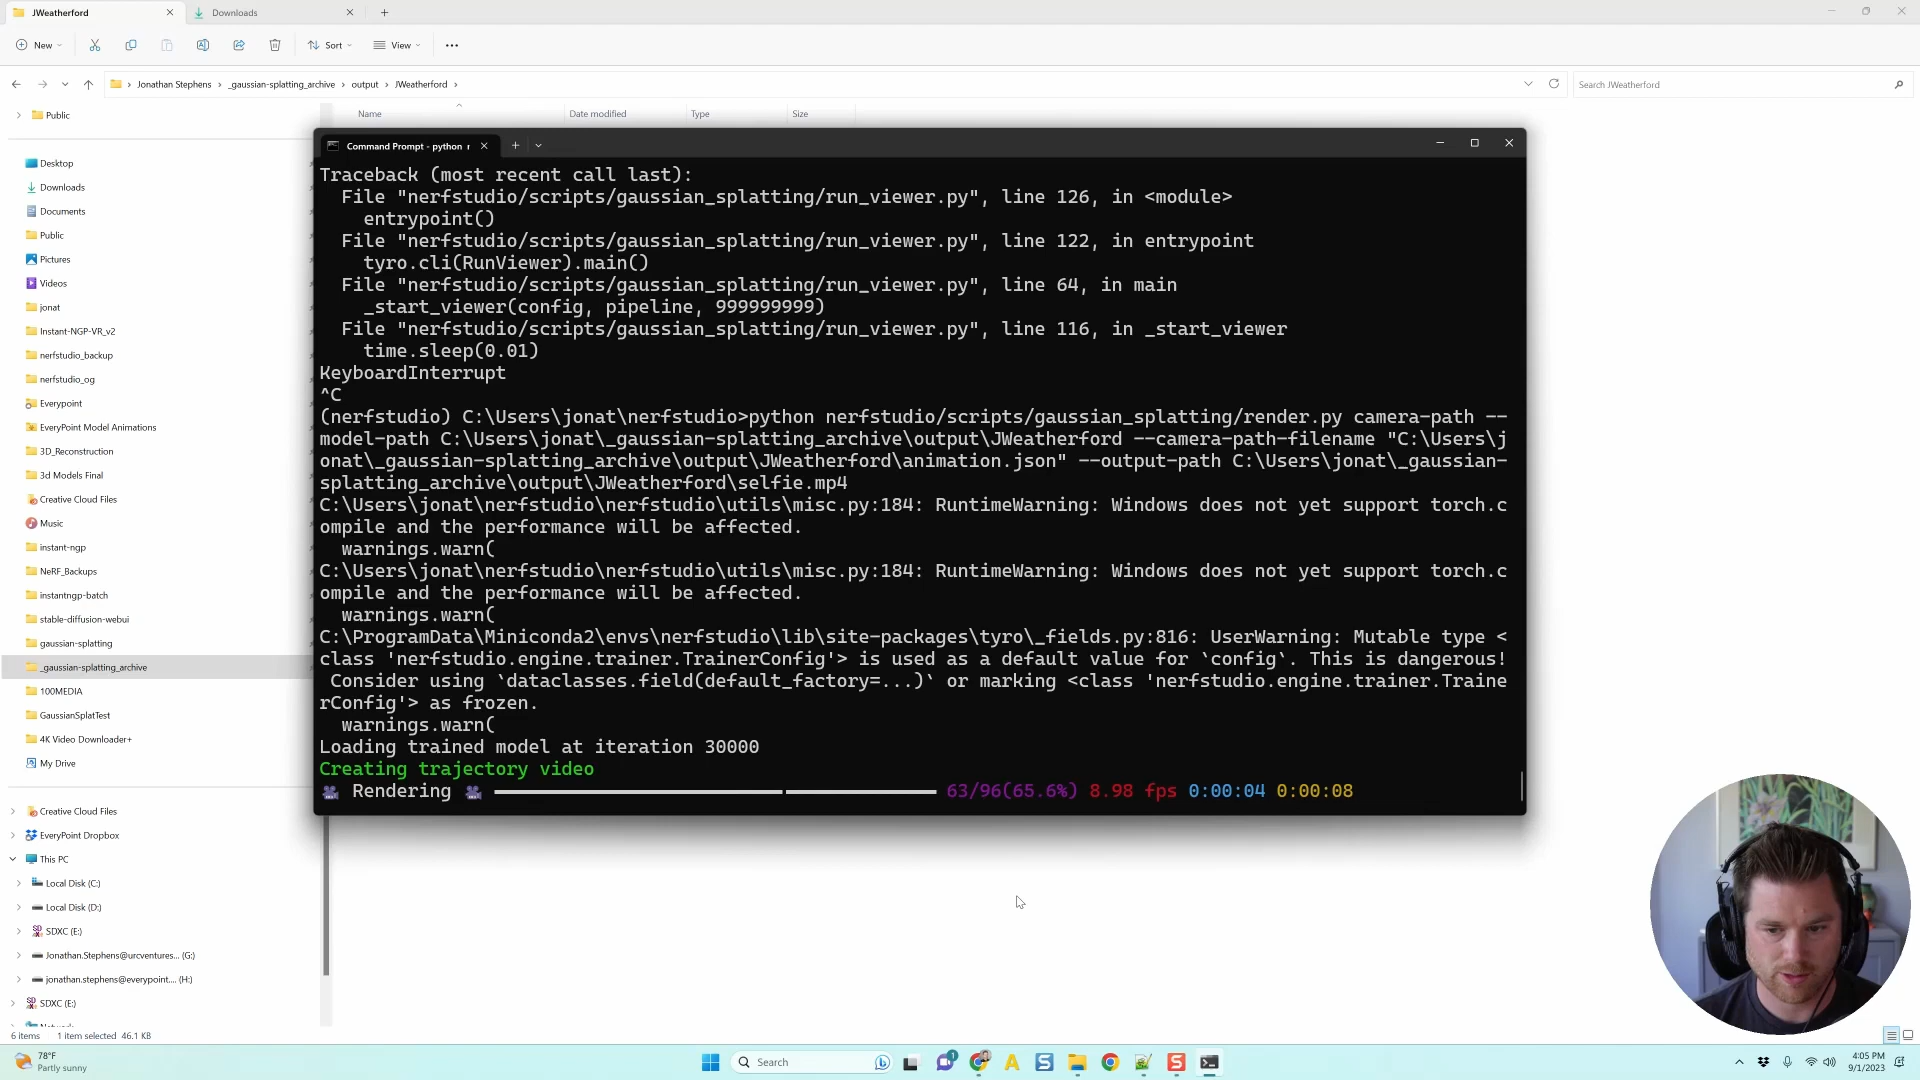 JWeatherford
Downloads
New
Sort
View
Jonathan Stephens
_gaussian-splatting_archive
output
JWeatherford
Search JWeatherford
Public
Name
Date modified
Type
Size
Desktop
Downloads
Documents
Public
Pictures
Videos
jonat
Instant-NGP-VR_v2
nerfstudio_backup
nerfstudio_og
Everypoint
EveryPoint Model Animations
3D_Reconstruction
3d Models Final
Creative Cloud Files
Music
instant-ngp
NeRF_Backups
instantngp-batch
stable-diffusion-webui
gaussian-splatting
_gaussian-splatting_archive
100MEDIA
GaussianSplatTest
4K Video Downloader+
My Drive
Creative Cloud Files
EveryPoint Dropbox
This PC
Local Disk (C:)
Local Disk (D:)
SDXC (E:)
Jonathan.Stephens@urcventures... (G:)
jonathan.stephens@everypoint.... (H:)
SDXC (E:)
6 items
1 item selected 46.1 KB
Command Prompt - python r
Traceback (most recent call last):
File "nerfstudio/scripts/gaussian_splatting/run_viewer.py", line 126, in <module>
entrypoint()
File "nerfstudio/scripts/gaussian_splatting/run_viewer.py", line 122, in entrypoint
tyro.cli(RunViewer).main()
File "nerfstudio/scripts/gaussian_splatting/run_viewer.py", line 64, in main
_start_viewer(config, pipeline, 999999999)
File "nerfstudio/scripts/gaussian_splatting/run_viewer.py", line 116, in _start_viewer
time.sleep(0.01)
KeyboardInterrupt
^C
(nerfstudio) C:\Users\jonat\nerfstudio>python nerfstudio/scripts/gaussian_splatting/render.py camera-path --
model-path C:\Users\jonat\_gaussian-splatting_archive\output\JWeatherford --camera-path-filename "C:\Users\j
onat\_gaussian-splatting_archive\output\JWeatherford\animation.json" --output-path C:\Users\jonat\_gaussian-
splatting_archive\output\JWeatherford\selfie.mp4
C:\Users\jonat\nerfstudio\nerfstudio\utils\misc.py:184: RuntimeWarning: Windows does not yet support torch.c
ompile and the performance will be affected.
warnings.warn(
C:\Users\jonat\nerfstudio\nerfstudio\utils\misc.py:184: RuntimeWarning: Windows does not yet support torch.c
ompile and the performance will be affected.
warnings.warn(
C:\ProgramData\Miniconda2\envs\nerfstudio\lib\site-packages\tyro\_fields.py:816: UserWarning: Mutable type <
class 'nerfstudio.engine.trainer.TrainerConfig'> is used as a default value for `config`. This is dangerous!
Consider using `dataclasses.field(default_factory=...)` or marking <class 'nerfstudio.engine.trainer.Traine
rConfig'> as frozen.
warnings.warn(
Loading trained model at iteration 30000
Creating trajectory video
Rendering 63/96(65.6%) 8.98 fps 0:00:04 0:00:08
78°F
Partly sunny
Search
4:05 PM
9/1/2023